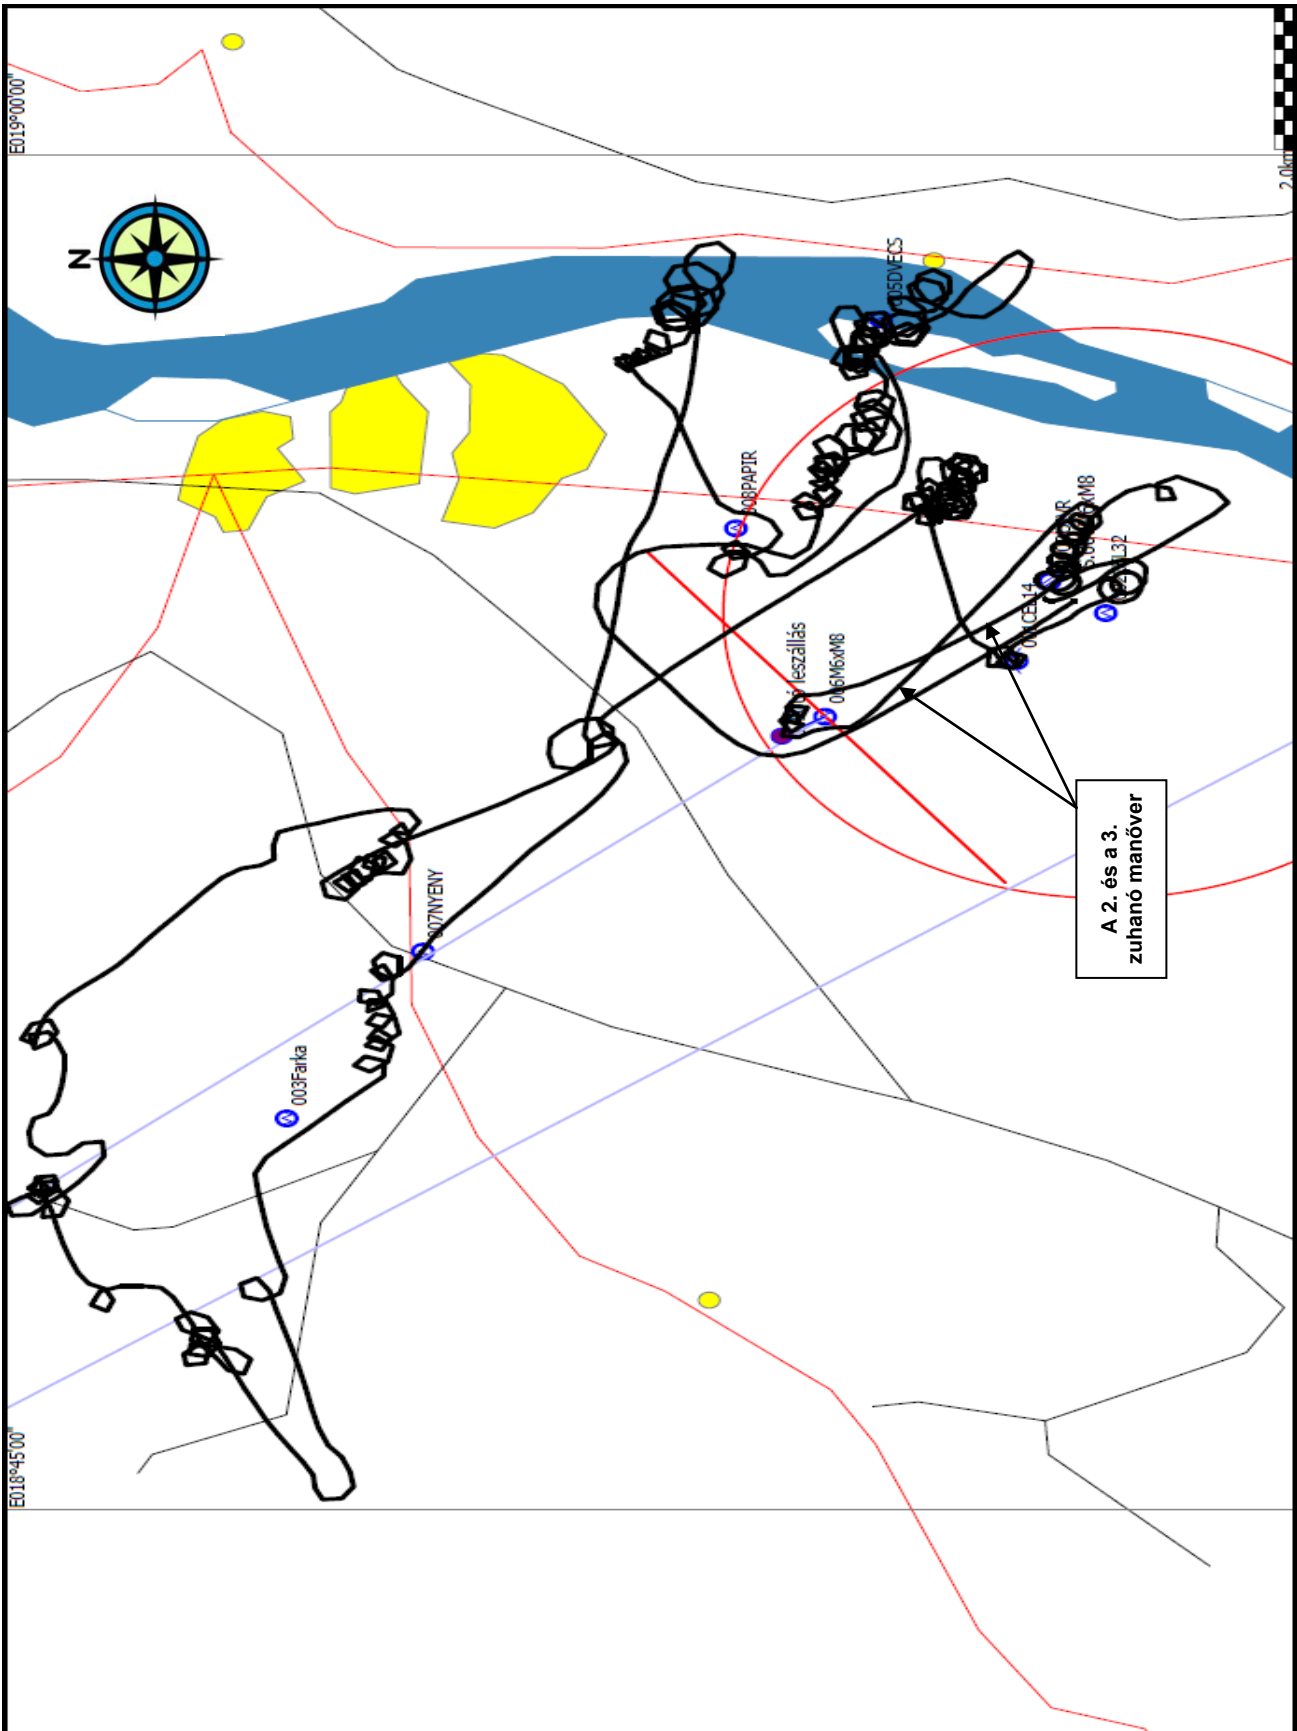 E019°00'00"
2.0km
N
005DVECS
008PAPIR
leszállás
006M6xM8
007NYENY
003Farka
A 2. és a 3.
zuhanó manőver
E018°45'00"